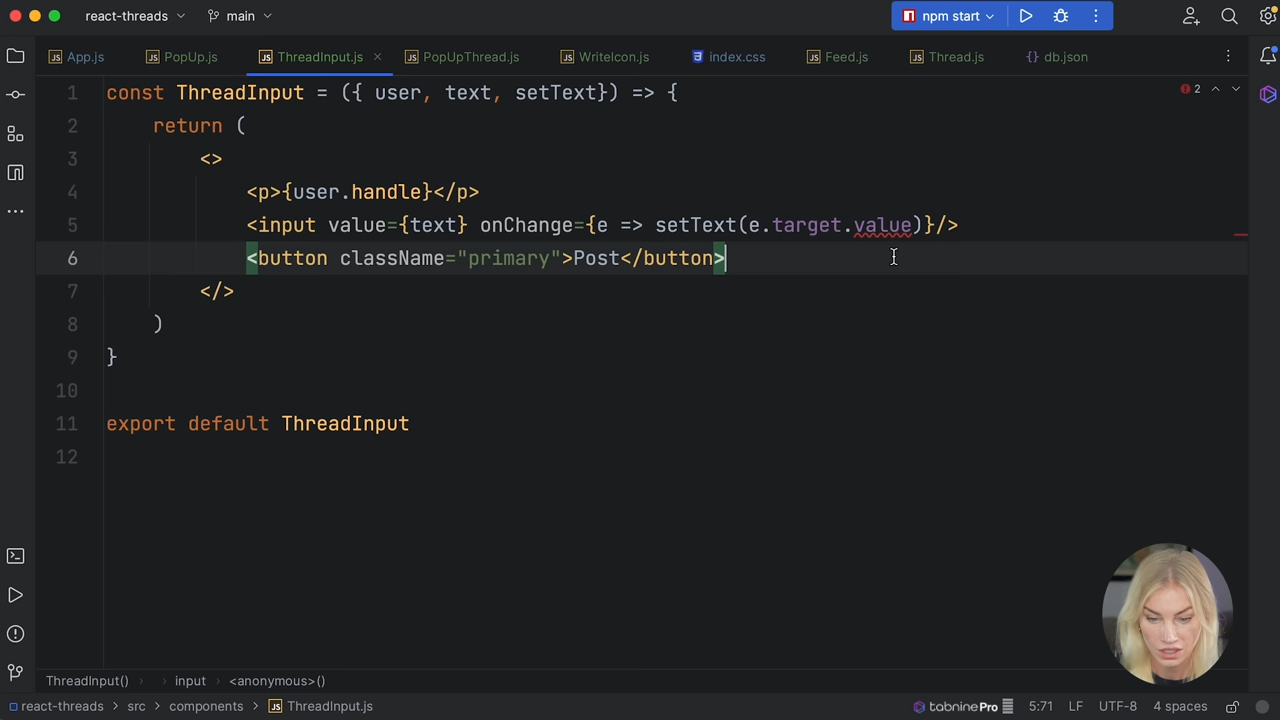 react-threads main npm start
App.js PopUp.js ThreadInput.js PopUpThread.js WriteIcon.js index.css Feed.js Thread.js {} db.json
1 const ThreadInput = ({ user, text, setText}) => { 2
2 return (
3 <>
4 <p>{user.handle}</p>
5 <input value={text} onChange={e => setText(e.target.value)}/>
6 <button className="primary">Post</button>
7 </>
8 )
9 }
10
11 export default ThreadInput
12
ThreadInput() input <anonymous>()
react-threads > src > components > ThreadInput.js tabnine Pro 5:71 LF UTF-8 4 spaces